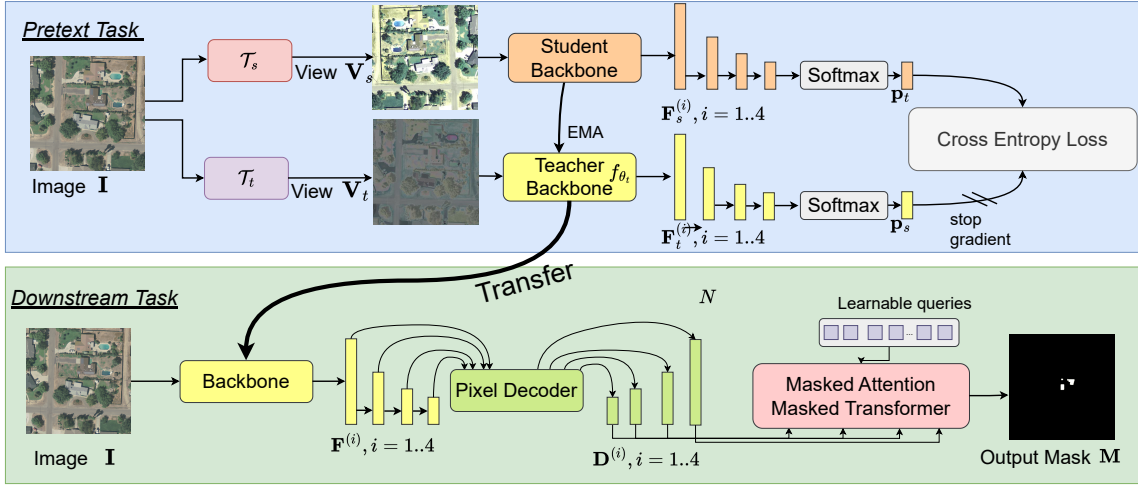 Pretext Task
𝒯_s
View V_s
Student
Backbone
F_s^(i), i = 1..4
Softmax
p_t
Cross Entropy Loss
EMA
Image I
𝒯_t
View V_t
Teacher
Backbone
f_θ_t
F_t^(i), i = 1..4
Softmax
p_s
stop
gradient
Transfer
Downstream Task
N
Learnable queries
...
Backbone
Pixel Decoder
Masked Attention
Masked Transformer
F^(i), i = 1..4
D^(i), i = 1..4
Image I
Output Mask M